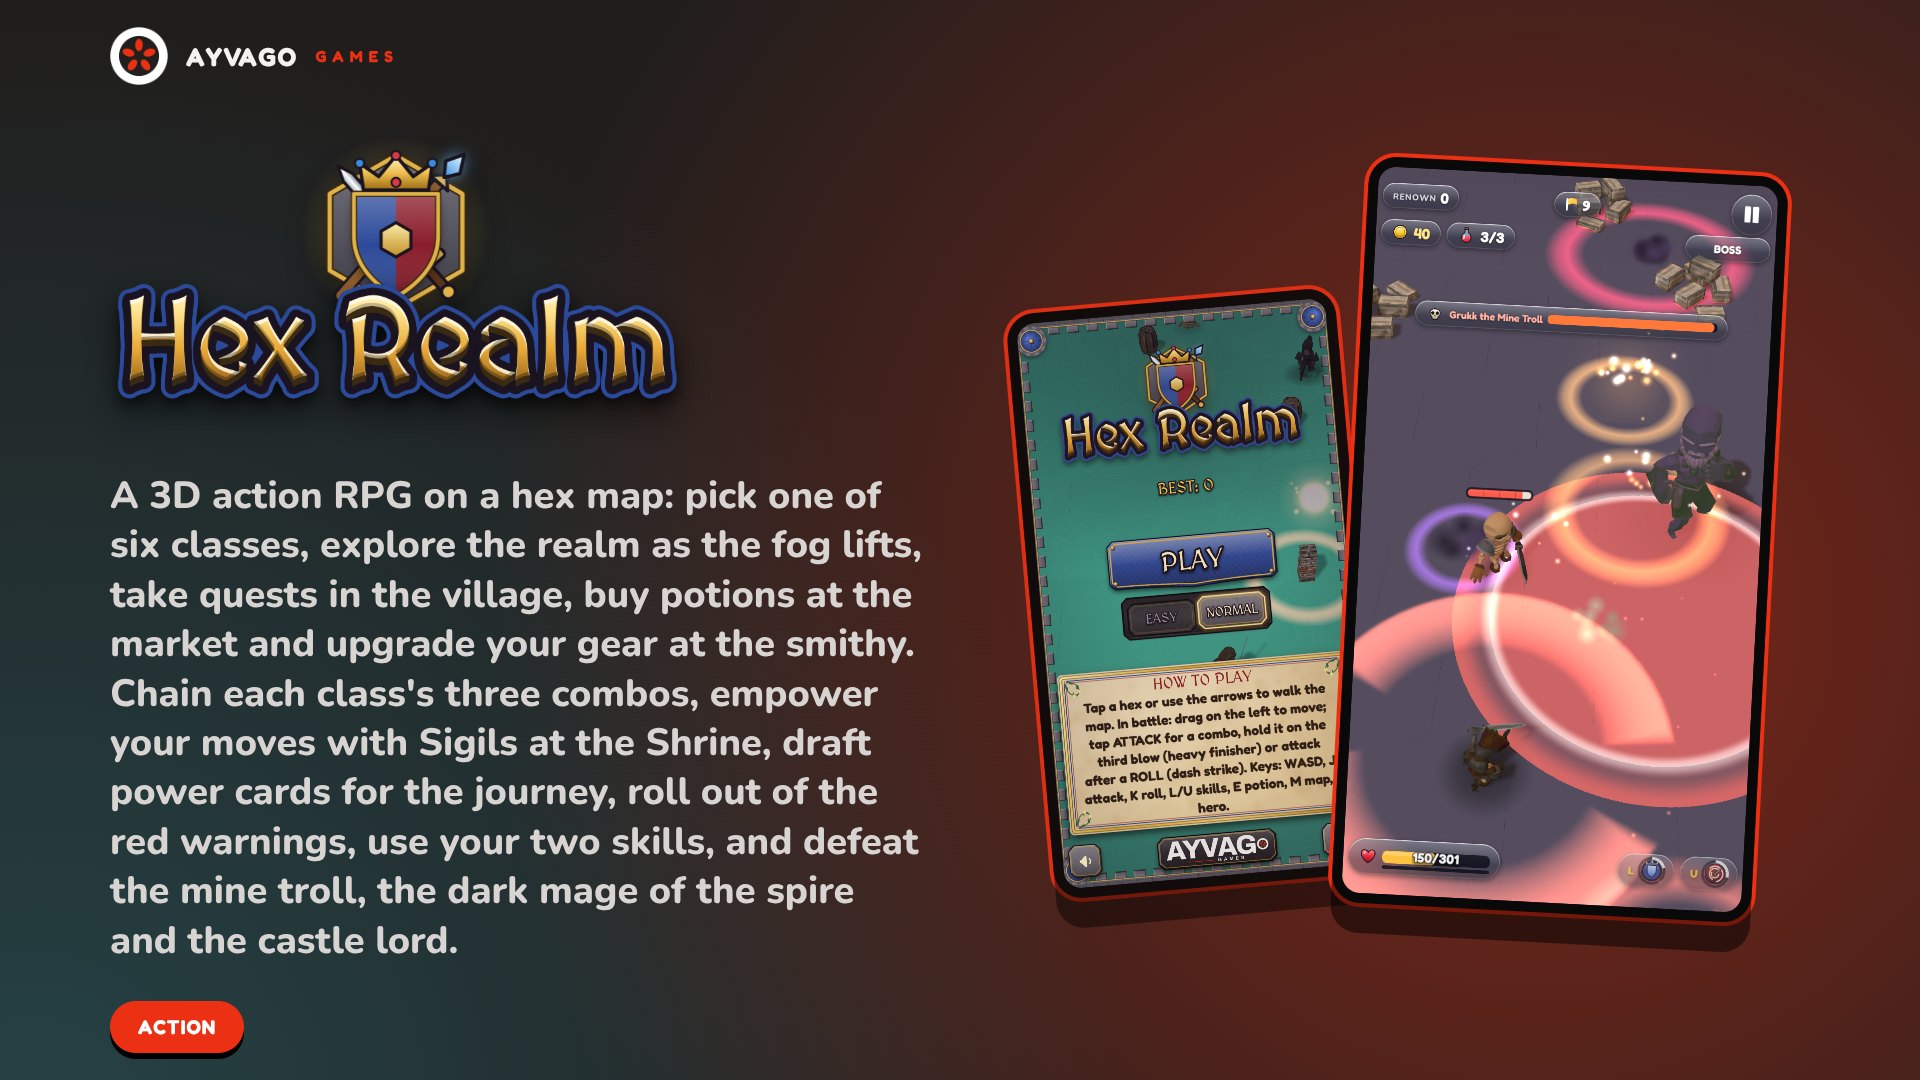 AYVAGO GAMES
Hex Realm
A 3D action RPG on a hex map: pick one of
six classes, explore the realm as the fog lifts,
take quests in the village, buy potions at the
market and upgrade your gear at the smithy.
Chain each class's three combos, empower
your moves with Sigils at the Shrine, draft
power cards for the journey, roll out of the
red warnings, use your two skills, and defeat
the mine troll, the dark mage of the spire
and the castle lord.
ACTION
Hex Realm
BEST: 0
PLAY
EASY NORMAL
HOW TO PLAY
Tap a hex or use the arrows to walk the
map. In battle: drag on the left to move;
tap ATTACK for a combo, hold it on the
third blow (heavy finisher) or attack
after a ROLL (dash strike). Keys: WASD, J
attack, K roll, L/U skills, E potion, M map,
hero.
AYVAGO
GAMES
RENOWN 0
9
40
3/3
BOSS
Grukk the Mine Troll
150/301
L
U